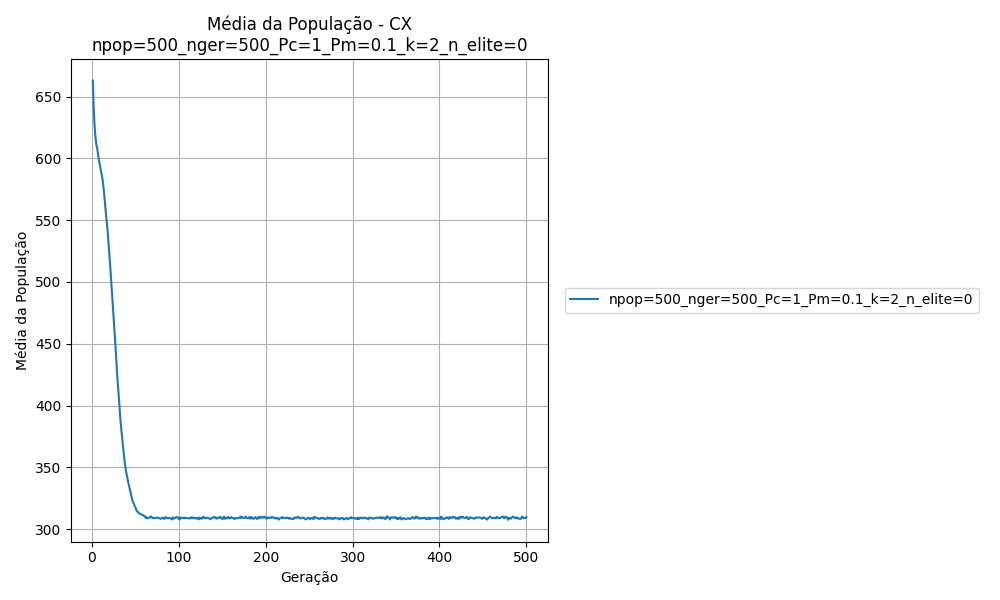 Média da População - CX
npop=500_nger=500_Pc=1_Pm=0.1_k=2_n_elite=0
650
600
550
500
450
400
350
300
Média da População
0 100 200 300 400 500
Geração
npop=500_nger=500_Pc=1_Pm=0.1_k=2_n_elite=0